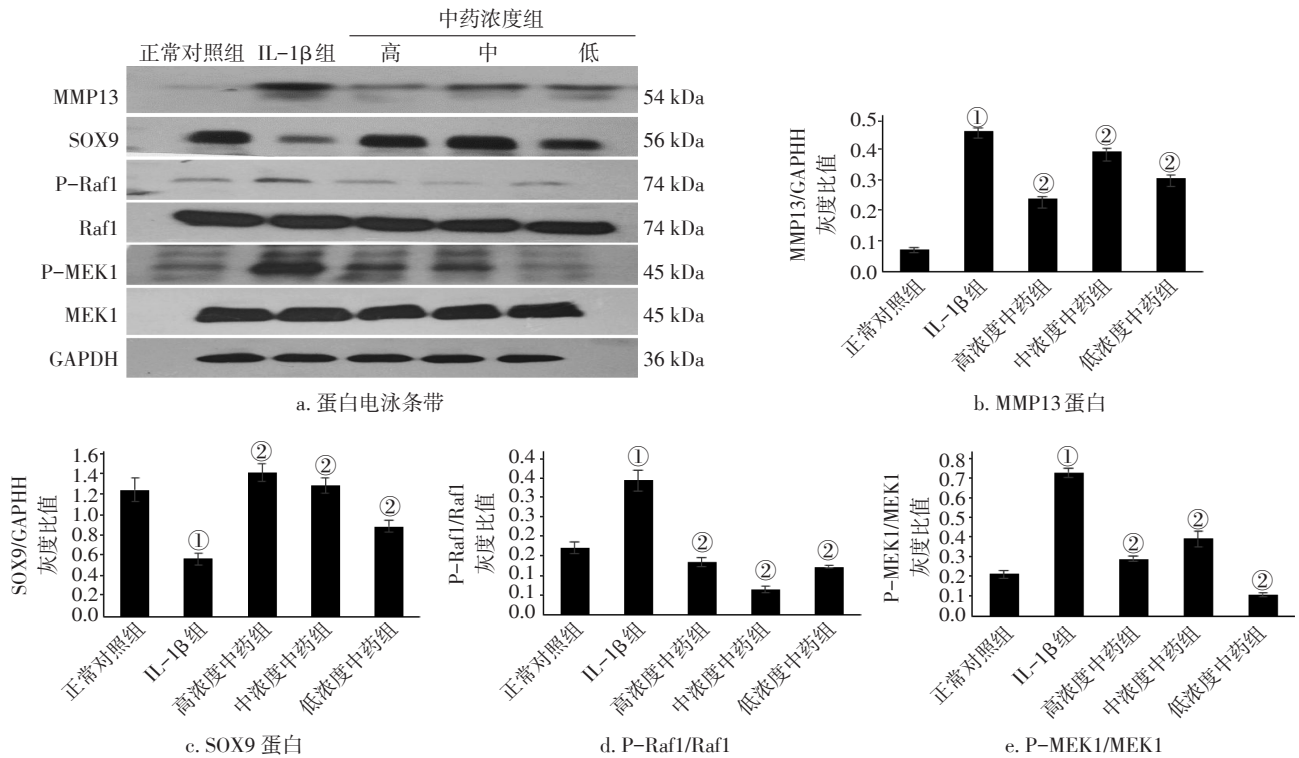 中药浓度组
正常对照组 IL-1β组 高 中 低
MMP13 54 kDa
SOX9 56 kDa
P-Raf1 74 kDa
Raf1 74 kDa
P-MEK1 45 kDa
MEK1 45 kDa
GAPDH 36 kDa
a. 蛋白电泳条带
MMP13/GAPHH
灰度比值
0.5
0.4
0.3
0.2
0.1
0.0
① ② ② ②
正常对照组 IL-1β组 高浓度中药组 中浓度中药组 低浓度中药组
b. MMP13蛋白
SOX9/GAPHH
灰度比值
1.6
1.4
1.2
1.0
0.8
0.6
0.4
0.0
① ② ② ②
正常对照组 IL-1β组 高浓度中药组 中浓度中药组 低浓度中药组
c. SOX9 蛋白
P-Raf1/Raf1
灰度比值
0.4
0.4
0.3
0.2
0.2
0.1
0.1
0.0
① ② ② ②
正常对照组 IL-1β组 高浓度中药组 中浓度中药组 低浓度中药组
d. P-Raf1/Raf1
P-MEK1/MEK1
灰度比值
0.8
0.7
0.6
0.5
0.4
0.3
0.2
0.1
0.0
① ② ② ②
正常对照组 IL-1β组 高浓度中药组 中浓度中药组 低浓度中药组
e. P-MEK1/MEK1